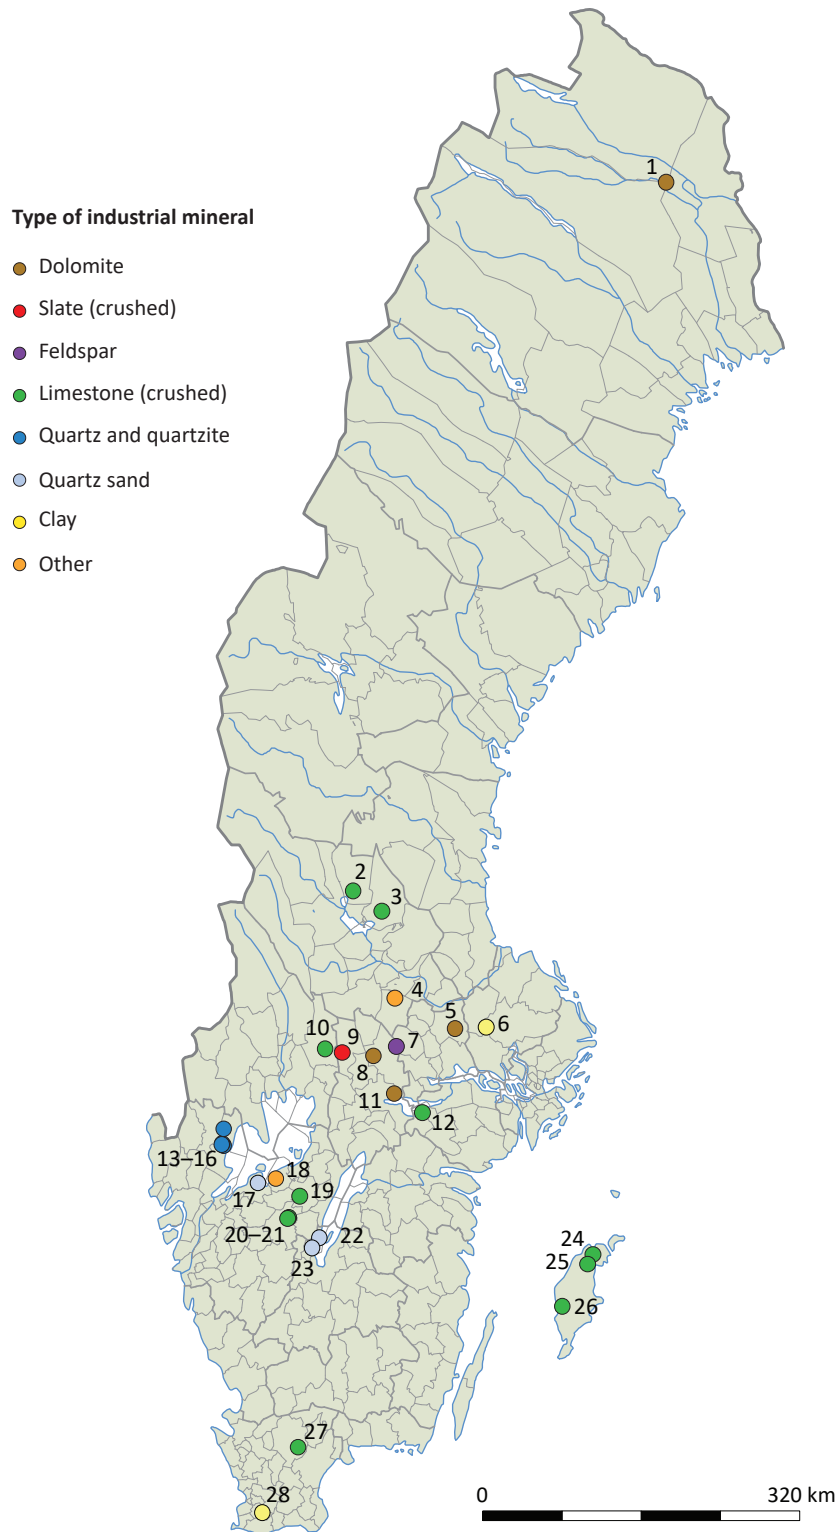 1
Type of industrial mineral
Dolomite
Slate (crushed)
Feldspar
Limestone (crushed)
Quartz and quartzite
Quartz sand
Clay
Other
2
3
4
5
6
7
8
9
10
11
12
13–16
17
18
19
20–21
22
23
24
25
26
27
28
0 320 km